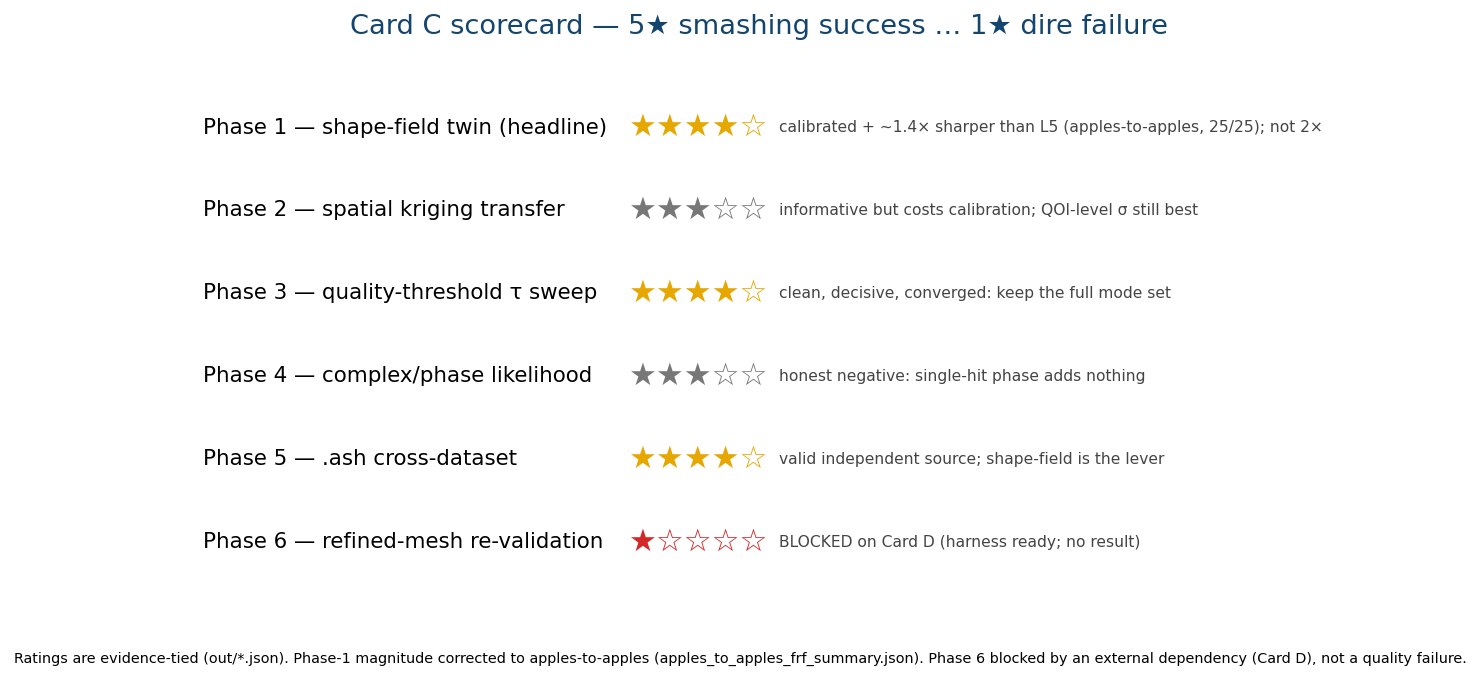 Card C scorecard — 5★ smashing success … 1★ dire failure
Phase 1 — shape-field twin (headline) ★★★★☆ calibrated + ~1.4× sharper than L5 (apples-to-apples, 25/25); not 2×
Phase 2 — spatial kriging transfer ★★★☆☆ informative but costs calibration; QOI-level σ still best
Phase 3 — quality-threshold τ sweep ★★★★☆ clean, decisive, converged: keep the full mode set
Phase 4 — complex/phase likelihood ★★★☆☆ honest negative: single-hit phase adds nothing
Phase 5 — .ash cross-dataset ★★★★☆ valid independent source; shape-field is the lever
Phase 6 — refined-mesh re-validation ★☆☆☆☆ BLOCKED on Card D (harness ready; no result)
Ratings are evidence-tied (out/*.json). Phase-1 magnitude corrected to apples-to-apples (apples_to_apples_frf_summary.json). Phase 6 blocked by an external dependency (Card D), not a quality failure.